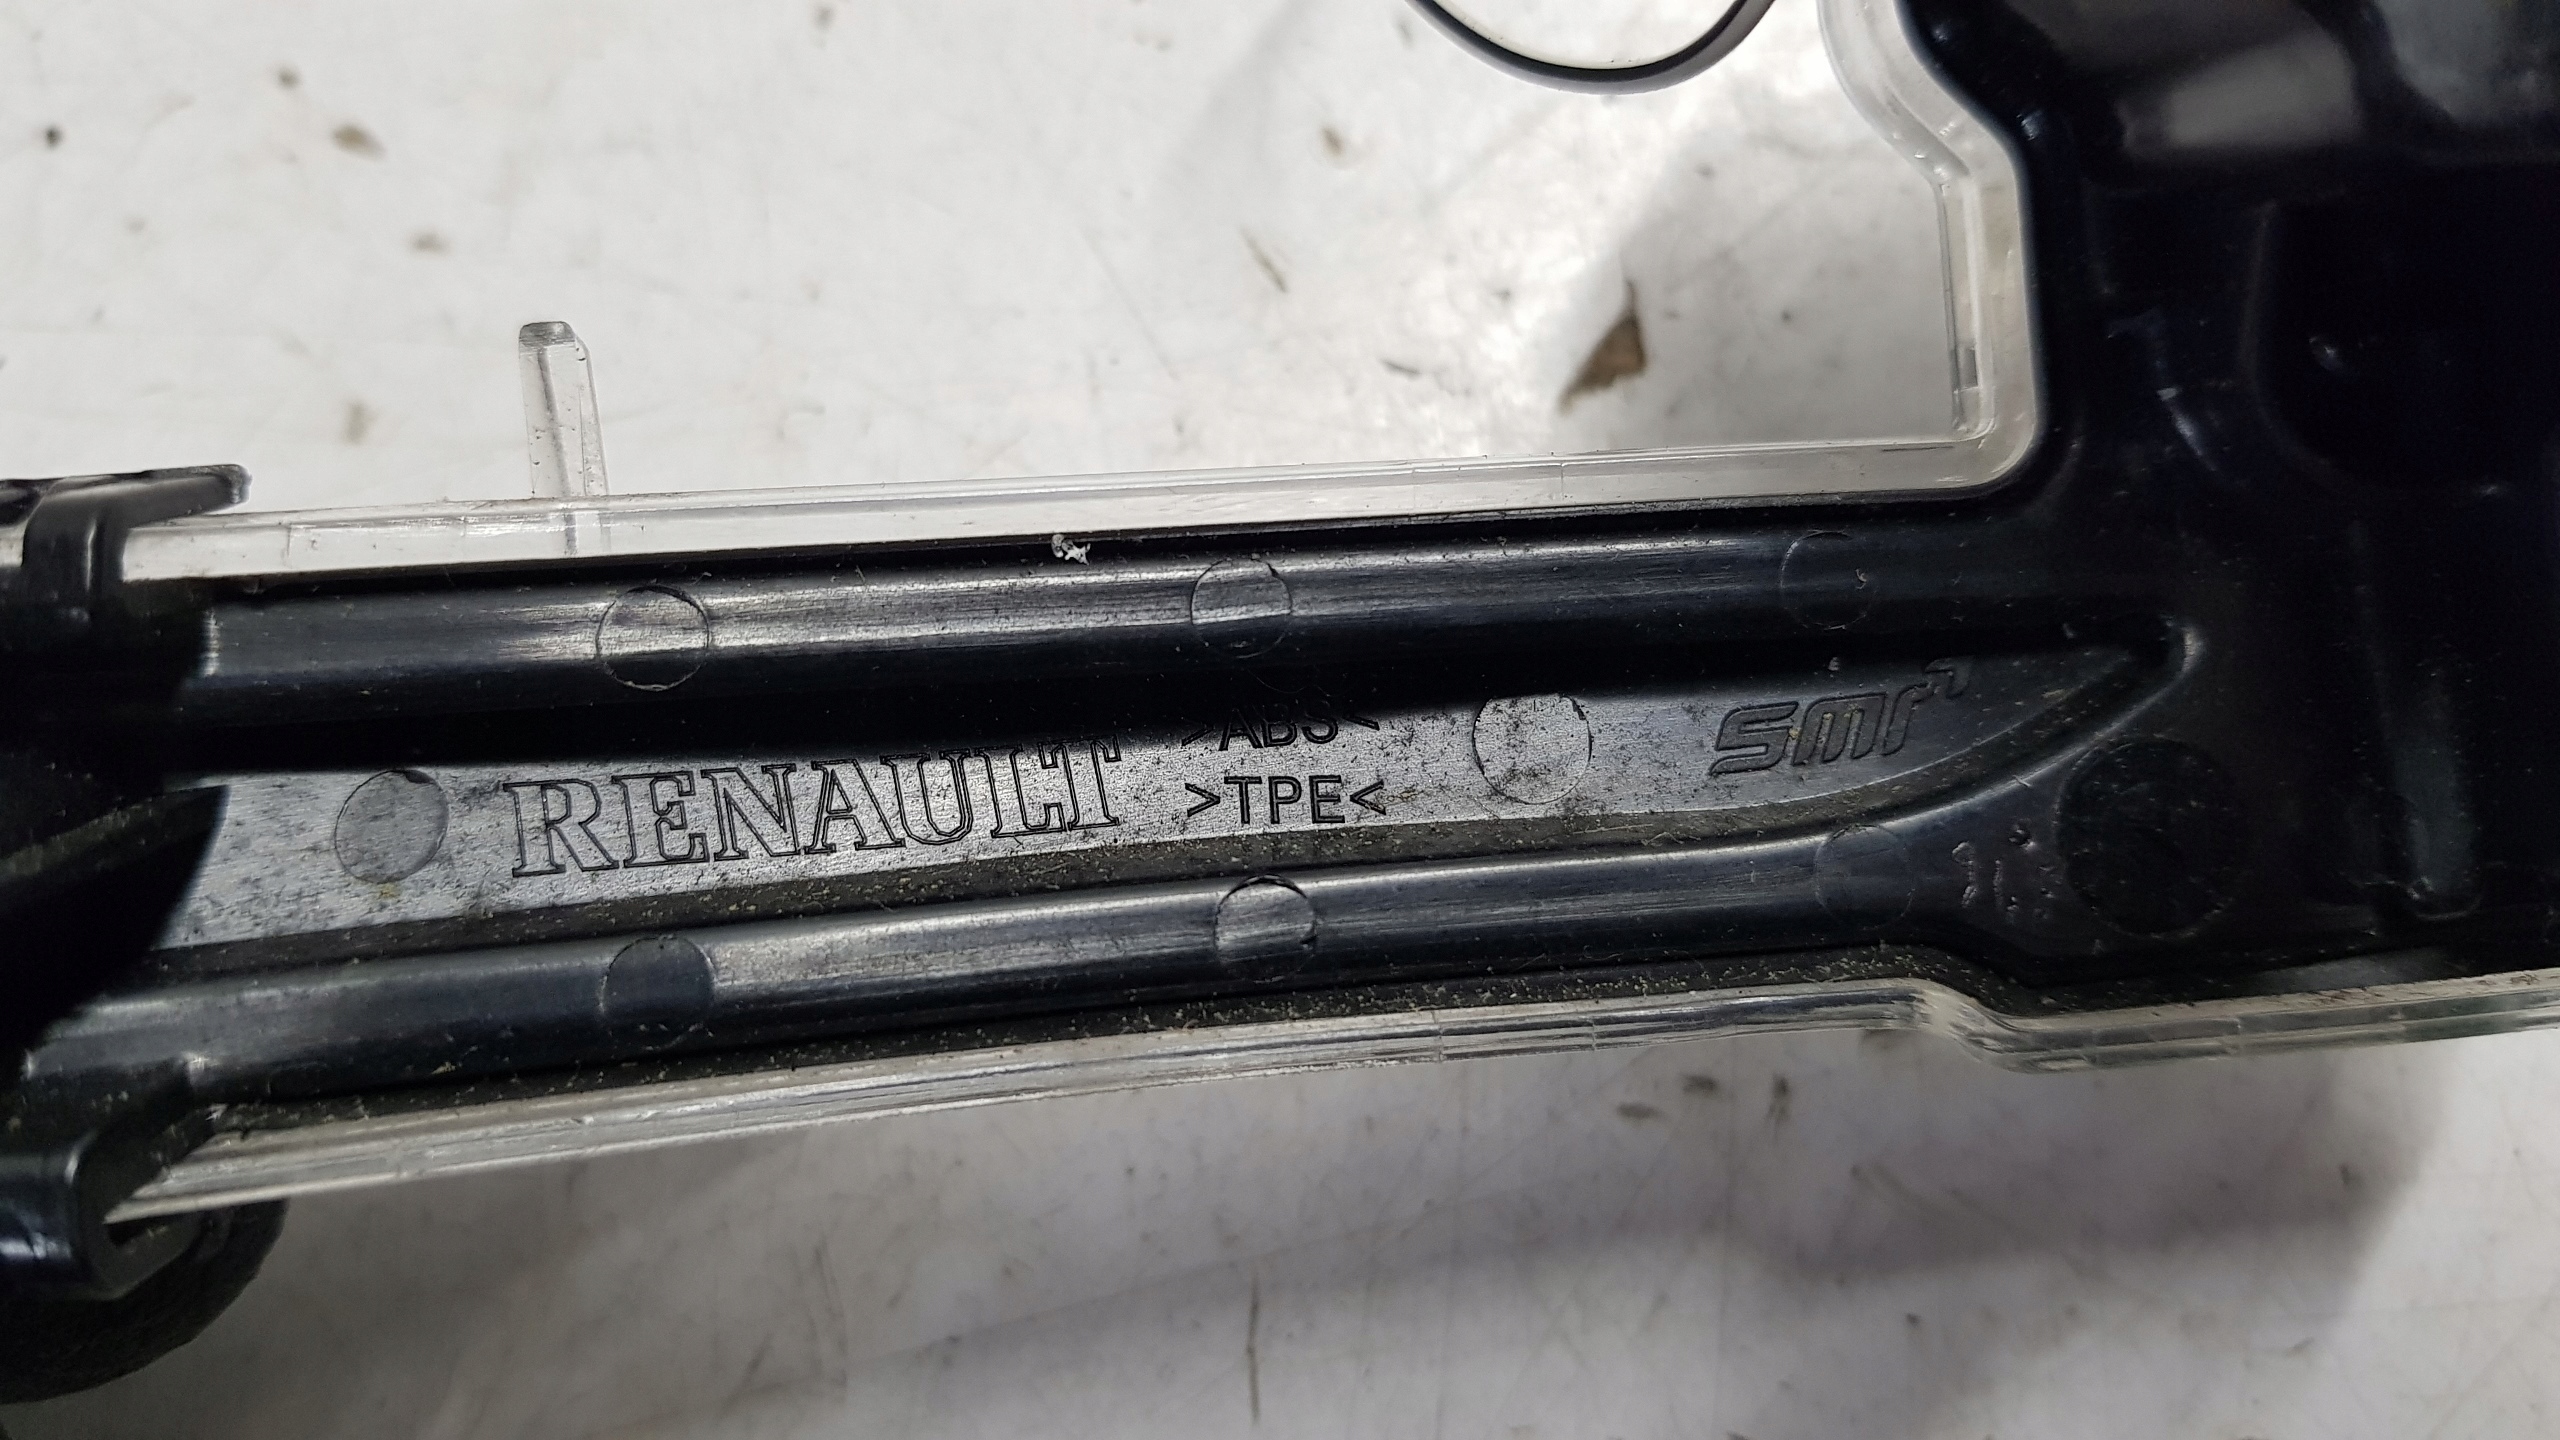 RENAULT
>ABS<
>TPE<
smr